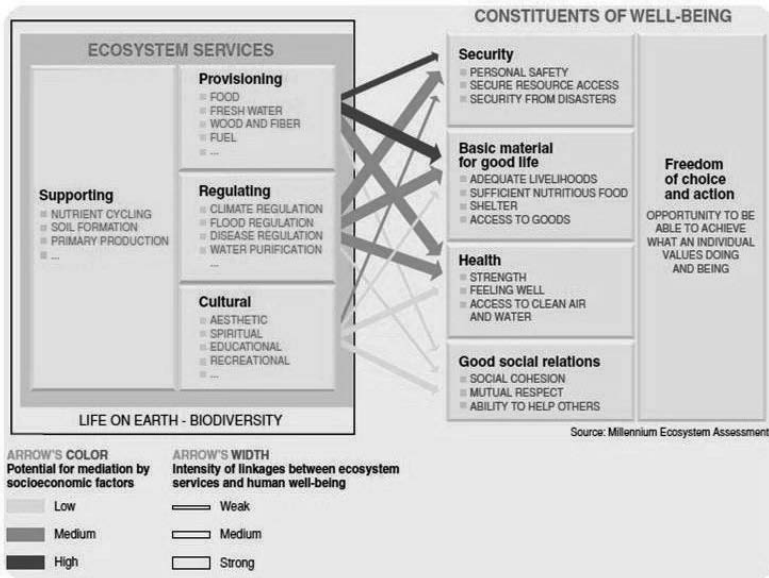 CONSTITUENTS OF WELL-BEING
ECOSYSTEM SERVICES
Supporting
NUTRIENT CYCLING
SOIL FORMATION
PRIMARY PRODUCTION
...
Provisioning
FOOD
FRESH WATER
WOOD AND FIBER
FUEL
...
Regulating
CLIMATE REGULATION
FLOOD REGULATION
DISEASE REGULATION
WATER PURIFICATION
...
Cultural
AESTHETIC
SPIRITUAL
EDUCATIONAL
RECREATIONAL
...
LIFE ON EARTH - BIODIVERSITY
Security
PERSONAL SAFETY
SECURE RESOURCE ACCESS
SECURITY FROM DISASTERS
Basic material
for good life
ADEQUATE LIVELIHOODS
SUFFICIENT NUTRITIOUS FOOD
SHELTER
ACCESS TO GOODS
Health
STRENGTH
FEELING WELL
ACCESS TO CLEAN AIR
AND WATER
Good social relations
SOCIAL COHESION
MUTUAL RESPECT
ABILITY TO HELP OTHERS
Freedom
of choice
and action
OPPORTUNITY TO BE
ABLE TO ACHIEVE
WHAT AN INDIVIDUAL
VALUES DOING
AND BEING
Source: Millennium Ecosystem Assessment
ARROW'S COLOR
Potential for mediation by
socioeconomic factors
Low
Medium
High
ARROW'S WIDTH
Intensity of linkages between ecosystem
services and human well-being
Weak
Medium
Strong